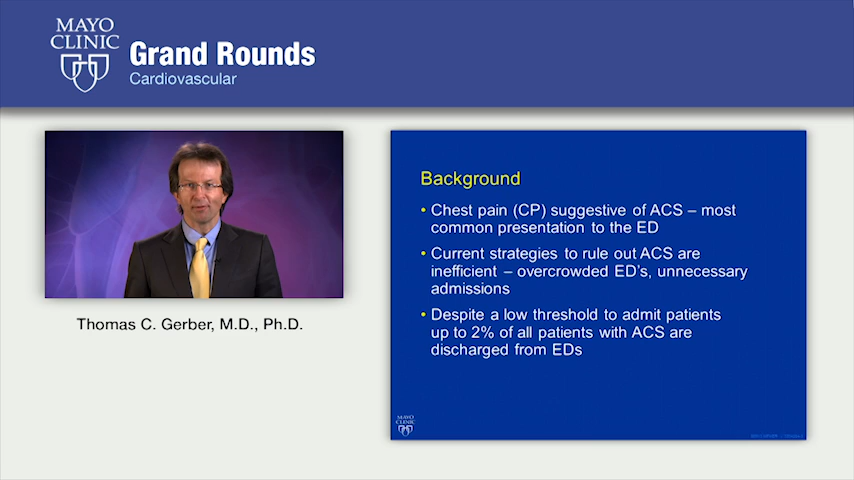 MAYO
CLINIC
Grand Rounds
Cardiovascular
Thomas C. Gerber, M.D., Ph.D.
Background
• Chest pain (CP) suggestive of ACS – most
common presentation to the ED
• Current strategies to rule out ACS are
inefficient – overcrowded ED's, unnecessary
admissions
• Despite a low threshold to admit patients
up to 2% of all patients with ACS are
discharged from EDs
MAYO
CLINIC